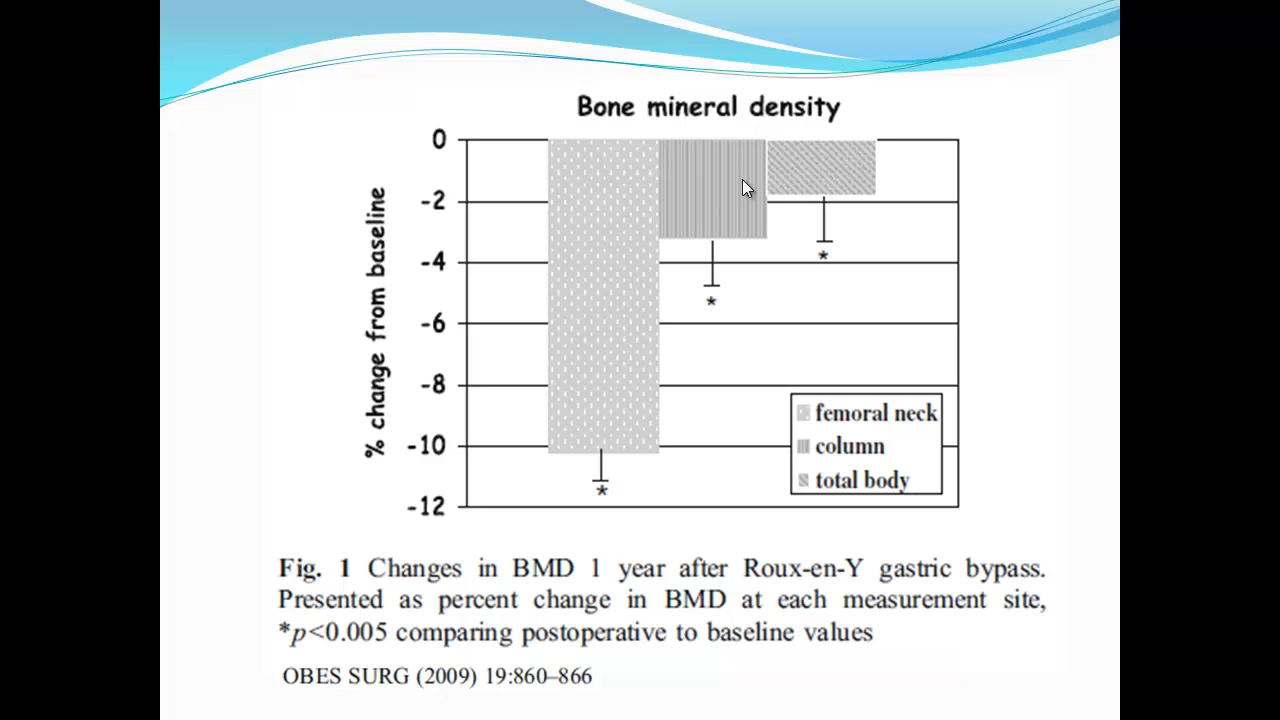 Bone mineral density
% change from baseline
0
-2
-4
-6
-8
-10
-12
*
*
*
femoral neck
column
total body
Fig. 1 Changes in BMD 1 year after Roux-en-Y gastric bypass.
Presented as percent change in BMD at each measurement site,
*p<0.005 comparing postoperative to baseline values
OBES SURG (2009) 19:860–866